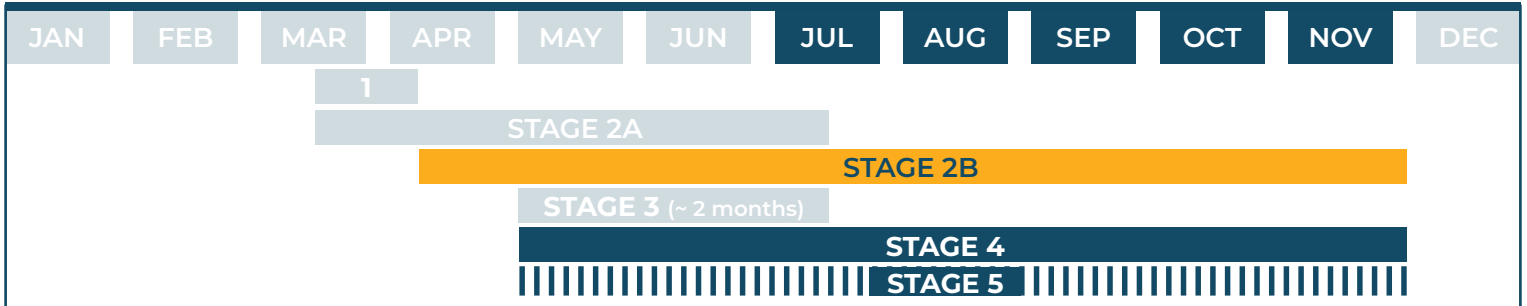 JAN FEB MAR APR MAY JUN JUL AUG SEP OCT NOV DEC
1
STAGE 2A
STAGE 2B
STAGE 3 (~ 2 months)
STAGE 4
STAGE 5